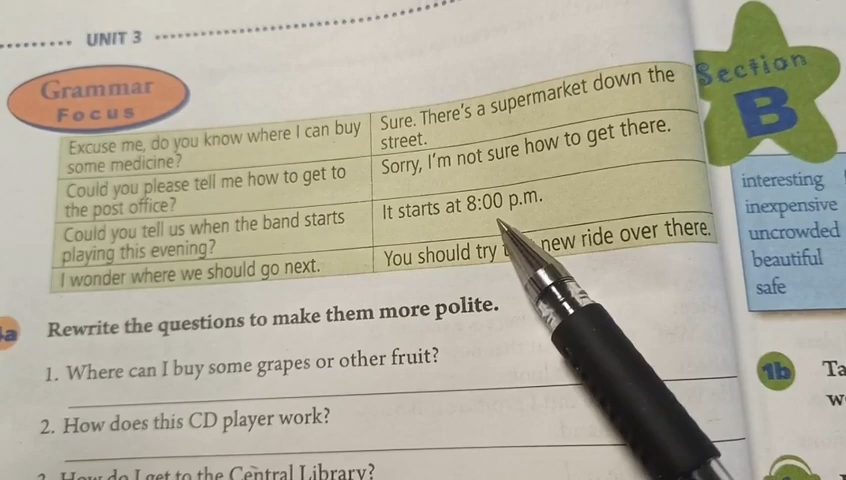 UNIT 3
Grammar
Focus
Excuse me, do you know where I can buy
some medicine?
Sure. There's a supermarket down the
street.
Could you please tell me how to get to
the post office?
Sorry, I'm not sure how to get there.
Could you tell us when the band starts
playing this evening?
It starts at 8:00 p.m.
I wonder where we should go next.
You should try new ride over there.
a
Rewrite the questions to make them more polite.
1. Where can I buy some grapes or other fruit?
2. How does this CD player work?
How do I get to the Central Library?
Section
B
interesting
inexpensive
uncrowded
beautiful
safe
1b